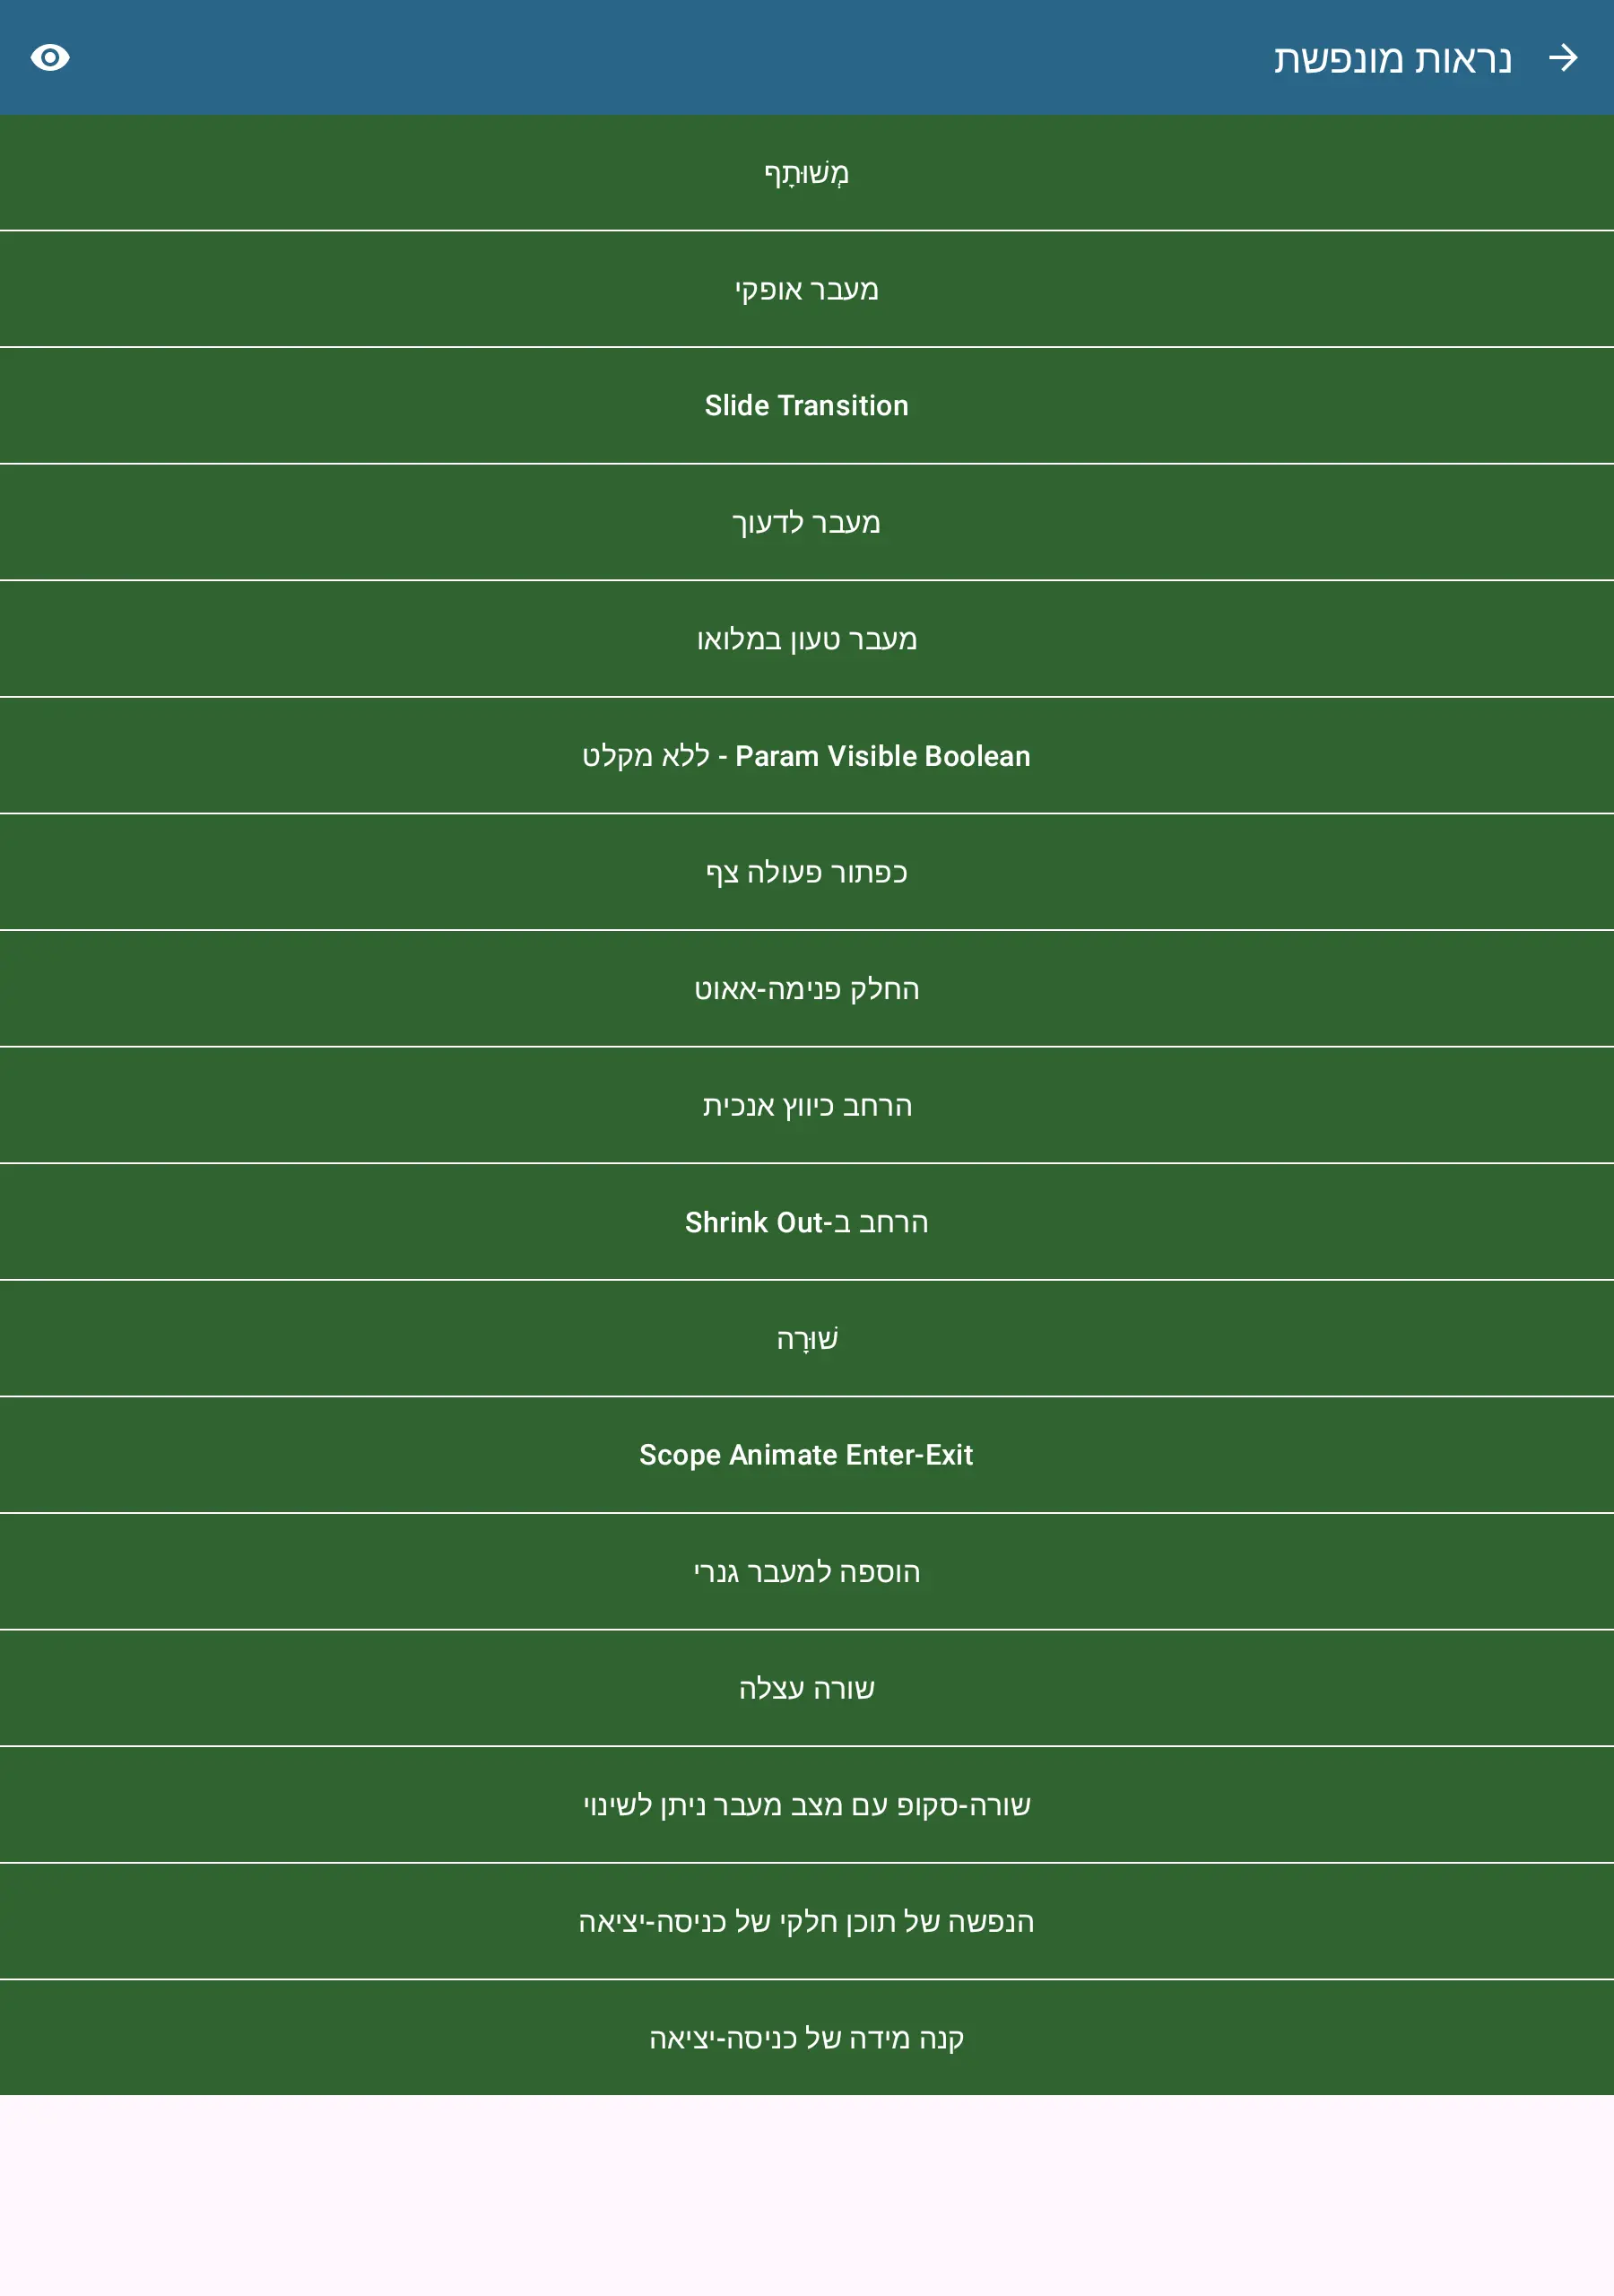 נראות מונפשת
מְשׁוּתָף
מעבר אופקי
Slide Transition
מעבר לדעוך
מעבר טעון במלואו
Param Visible Boolean - ללא מקלט
כפתור פעולה צף
החלק פנימה-אאוט
הרחב כיווץ אנכית
הרחב ב-Shrink Out
שׁוּרָה
Scope Animate Enter-Exit
הוספה למעבר גנרי
שורה עצלה
שורה-סקופ עם מצב מעבר ניתן לשינוי
הנפשה של תוכן חלקי של כניסה-יציאה
קנה מידה של כניסה-יציאה